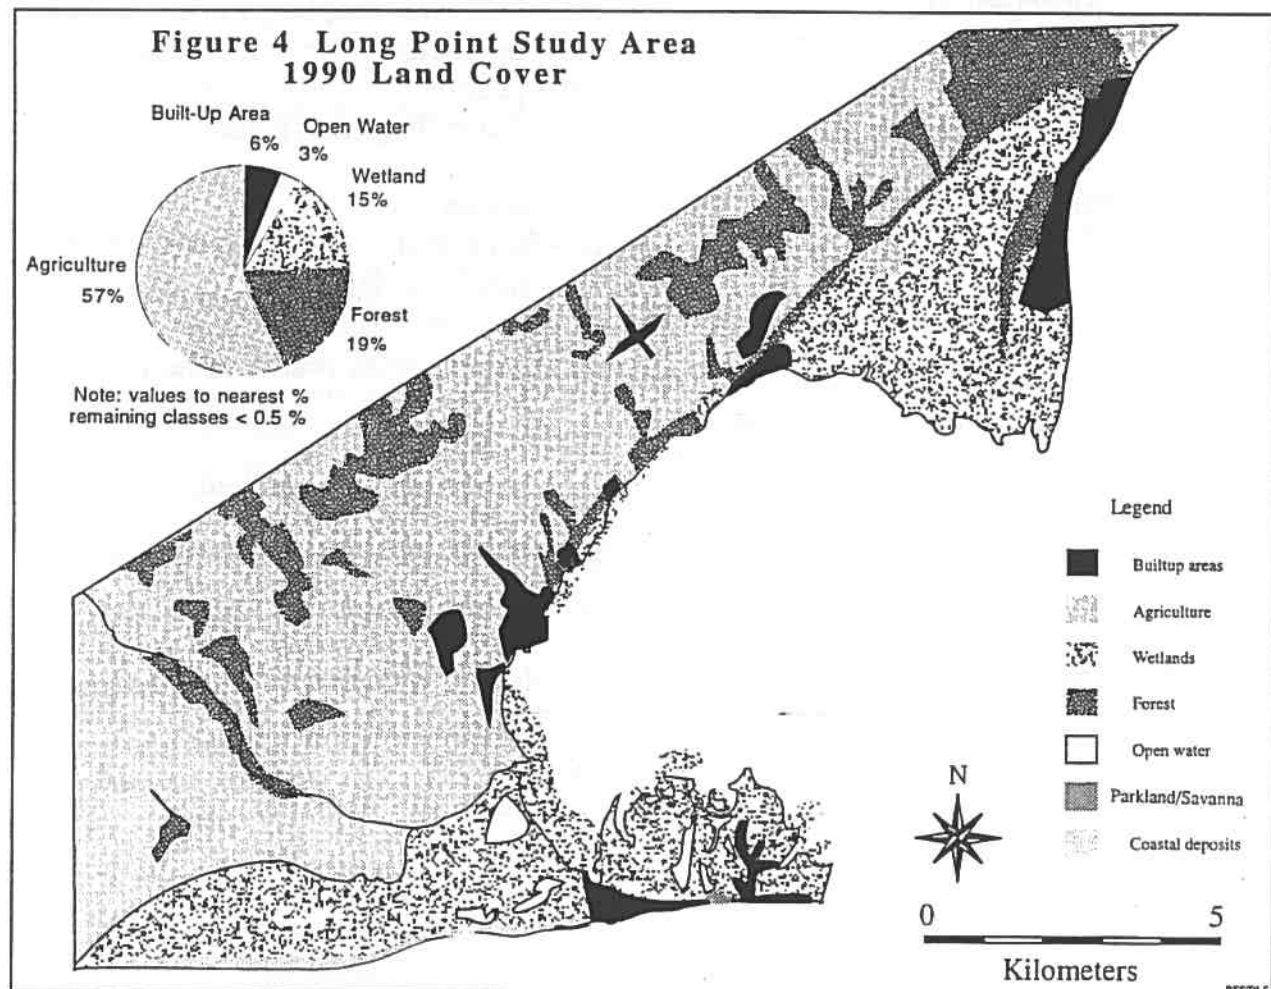 Figure 4 Long Point Study Area
1990 Land Cover
Built-Up Area
6%
Open Water
3%
Wetland
15%
Agriculture
57%
Forest
19%
Note: values to nearest %
remaining classes < 0.5 %
Legend
Builtup areas
Agriculture
Wetlands
Forest
Open water
Parkland/Savanna
Coastal deposits
N
0 5
Kilometers